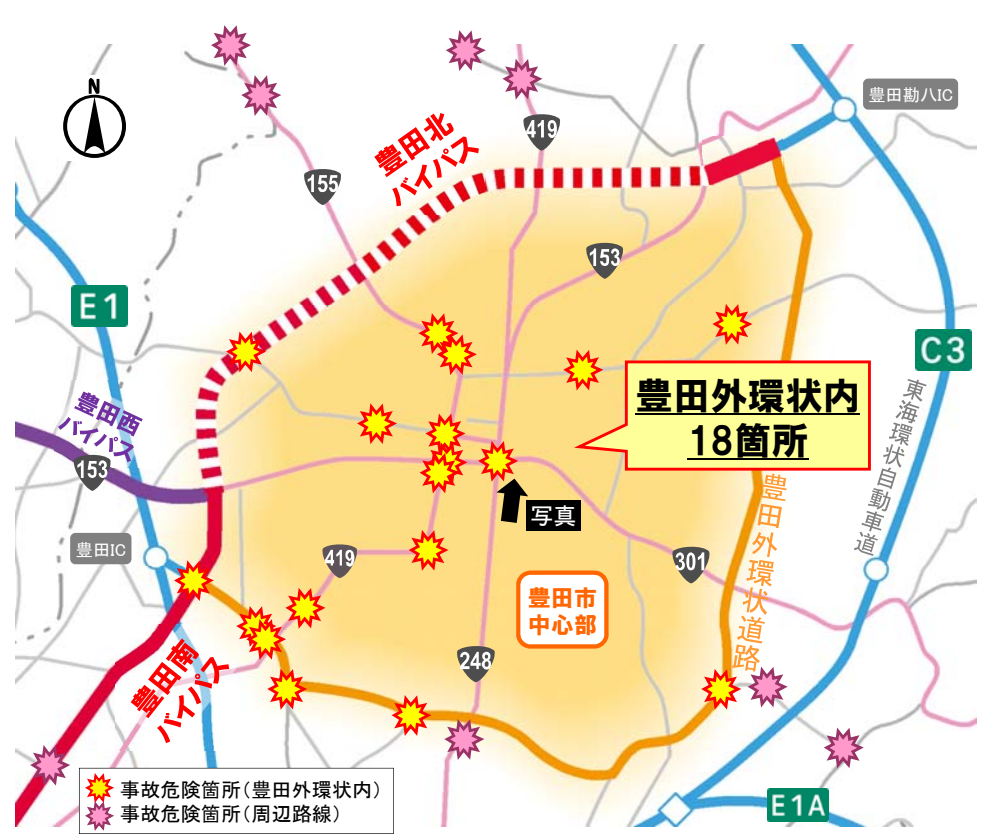 N
豊田勘八IC
419
豊田北
バイパス
155
153
E1
C3
豊田外環状内
18箇所
豊田西
バイパス
153
東海環状自動車道
写真
豊田外環状道路
豊田IC
419
301
豊田市
中心部
248
豊田南
バイパス
E1A
事故危険箇所(豊田外環状内)
事故危険箇所(周辺路線)